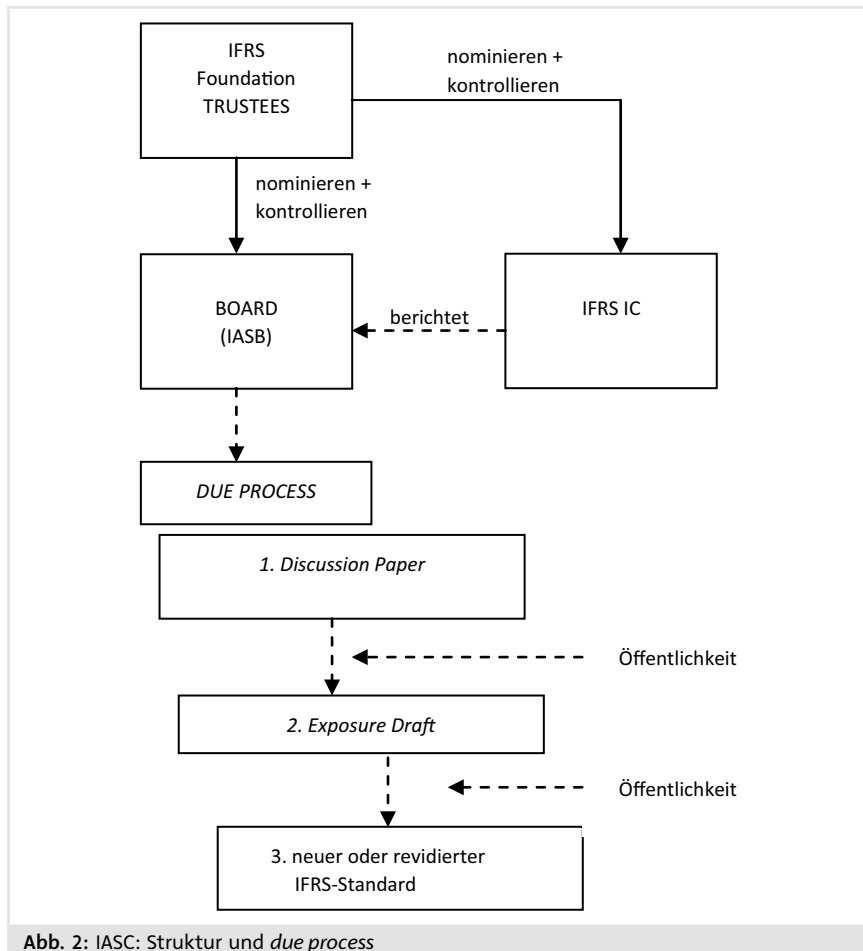 IFRS
Foundation
TRUSTEES
nominieren +
kontrollieren
nominieren +
kontrollieren
BOARD
(IASB)
berichtet
IFRS IC
DUE PROCESS
1. Discussion Paper
Öffentlichkeit
2. Exposure Draft
Öffentlichkeit
3. neuer oder revidierter
IFRS-Standard
Abb. 2: IASC: Struktur und due process